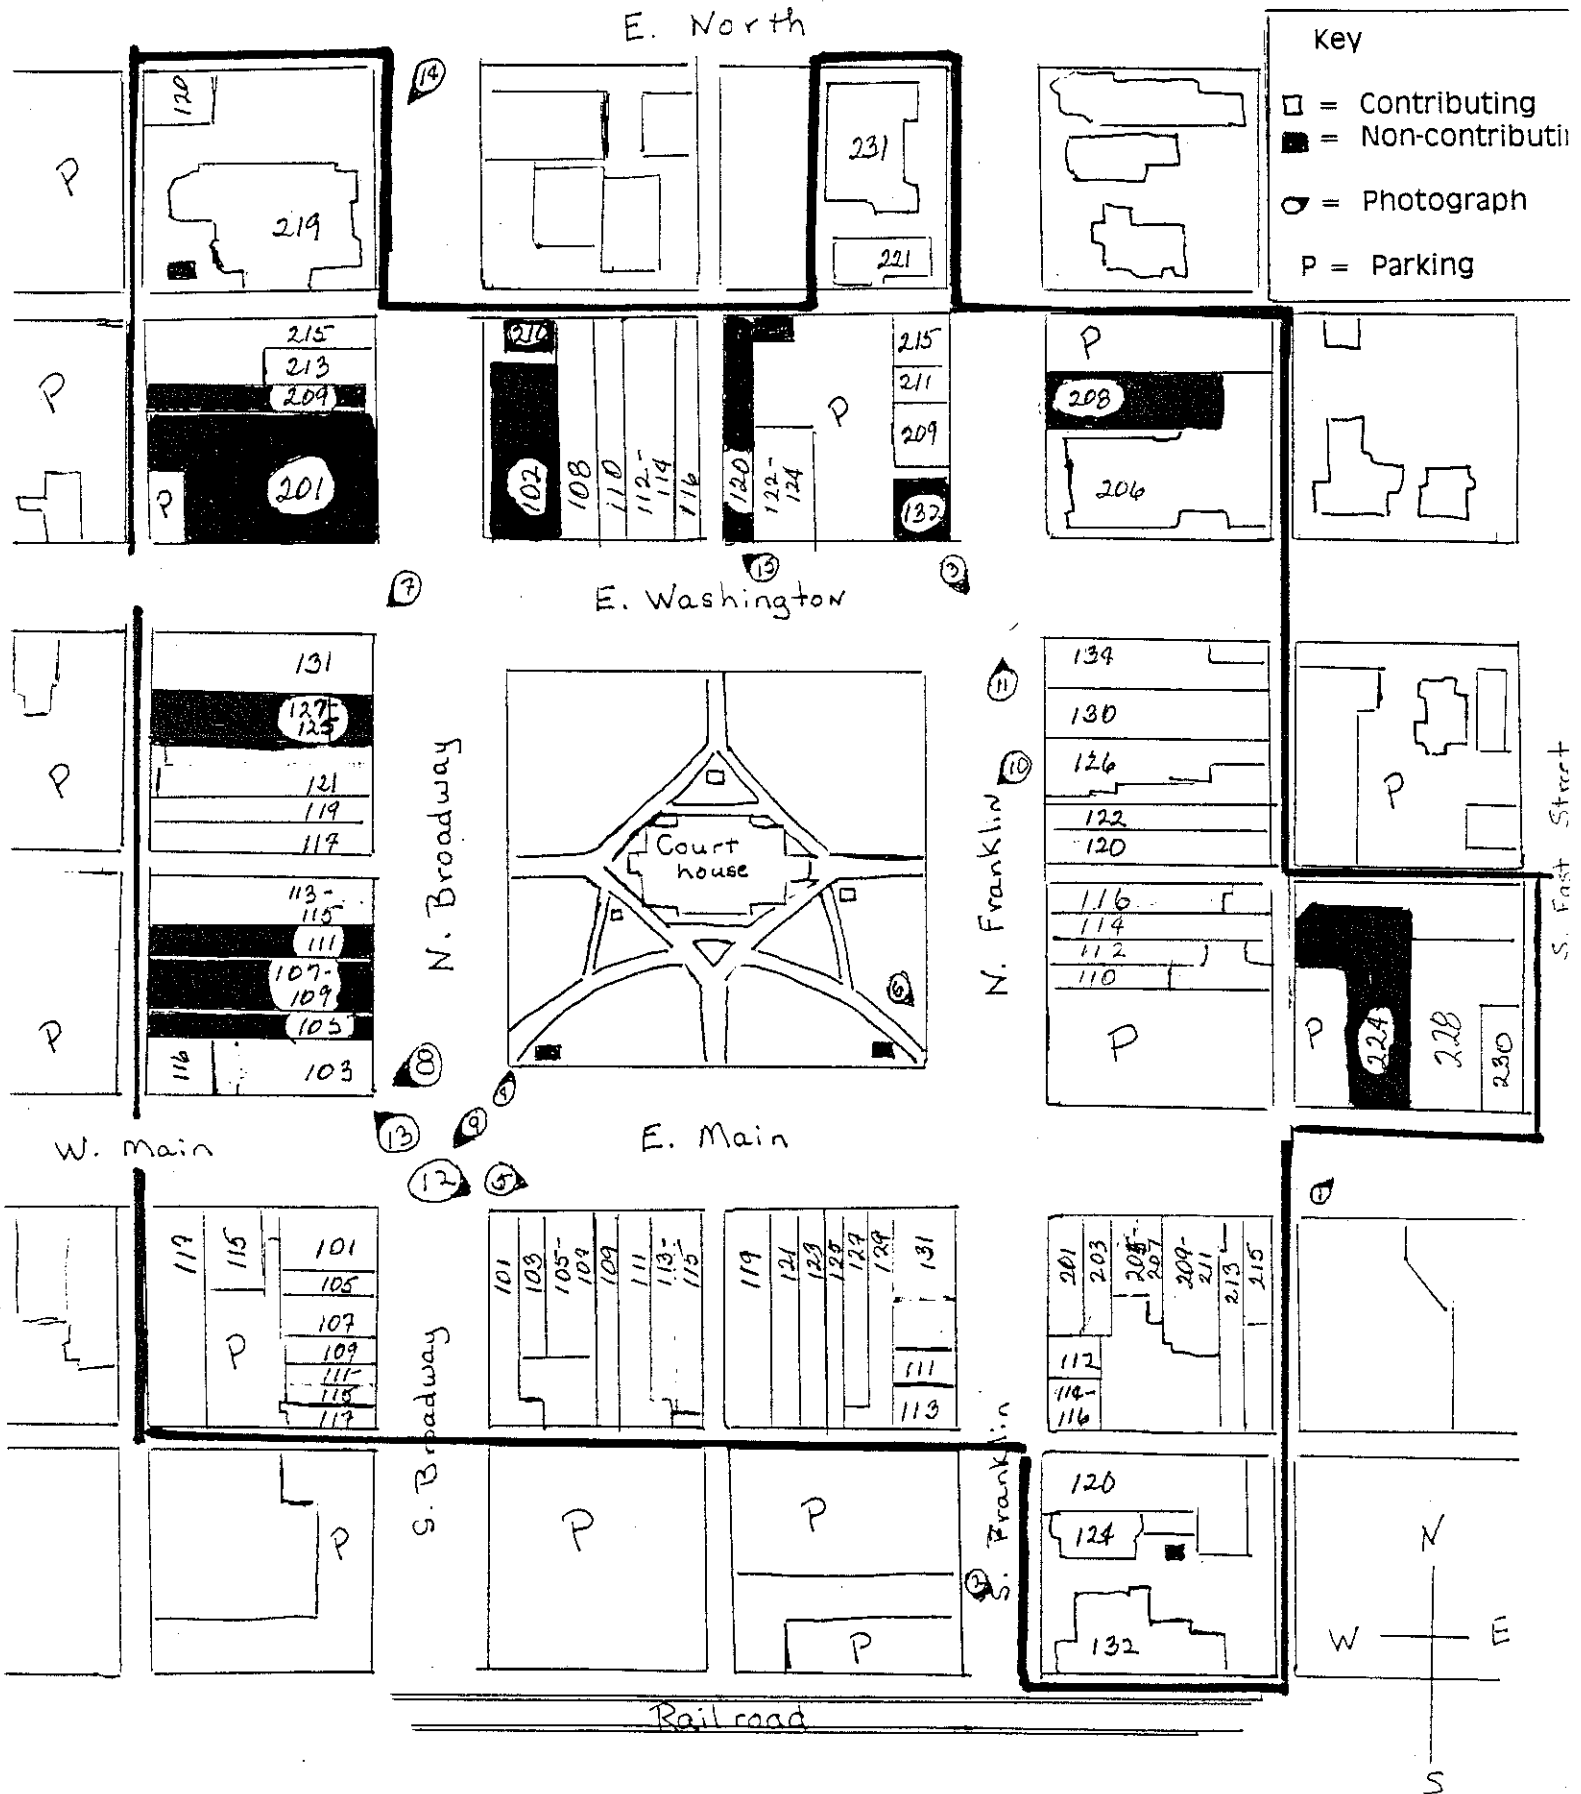 E. North
Key
= Contributing
= Non-contributi
= Photograph
P = Parking
14
120
P
219
231
221
215
213
209
201
P
P
210
102
108
110
112-
114
116
120
122-
124
P
215
211
209
132
P
208
206
7
15
3
E. Washington
131
127-
125
121
119
117
P
N. Broadway
Court
house
11
10
N. Franklin
134
130
126
122
120
P
S. East Street
113-
115
111
107-
109
105
116
103
P
6
116
114
112
110
P
P
224
228
230
8
4
9
13
W. Main
E. Main
12
5
1
117
115
P
101
105
107
109
111-
115
117
S. Broadway
101
103
105-
107
109
111
113-
115
119
121
123
125
127
129
131
111
113
S. Franklin
201
203
205-
207
209-
211
213
215
112
114-
116
P
P
P
P
2
120
124
132
N
W
E
S
Railroad